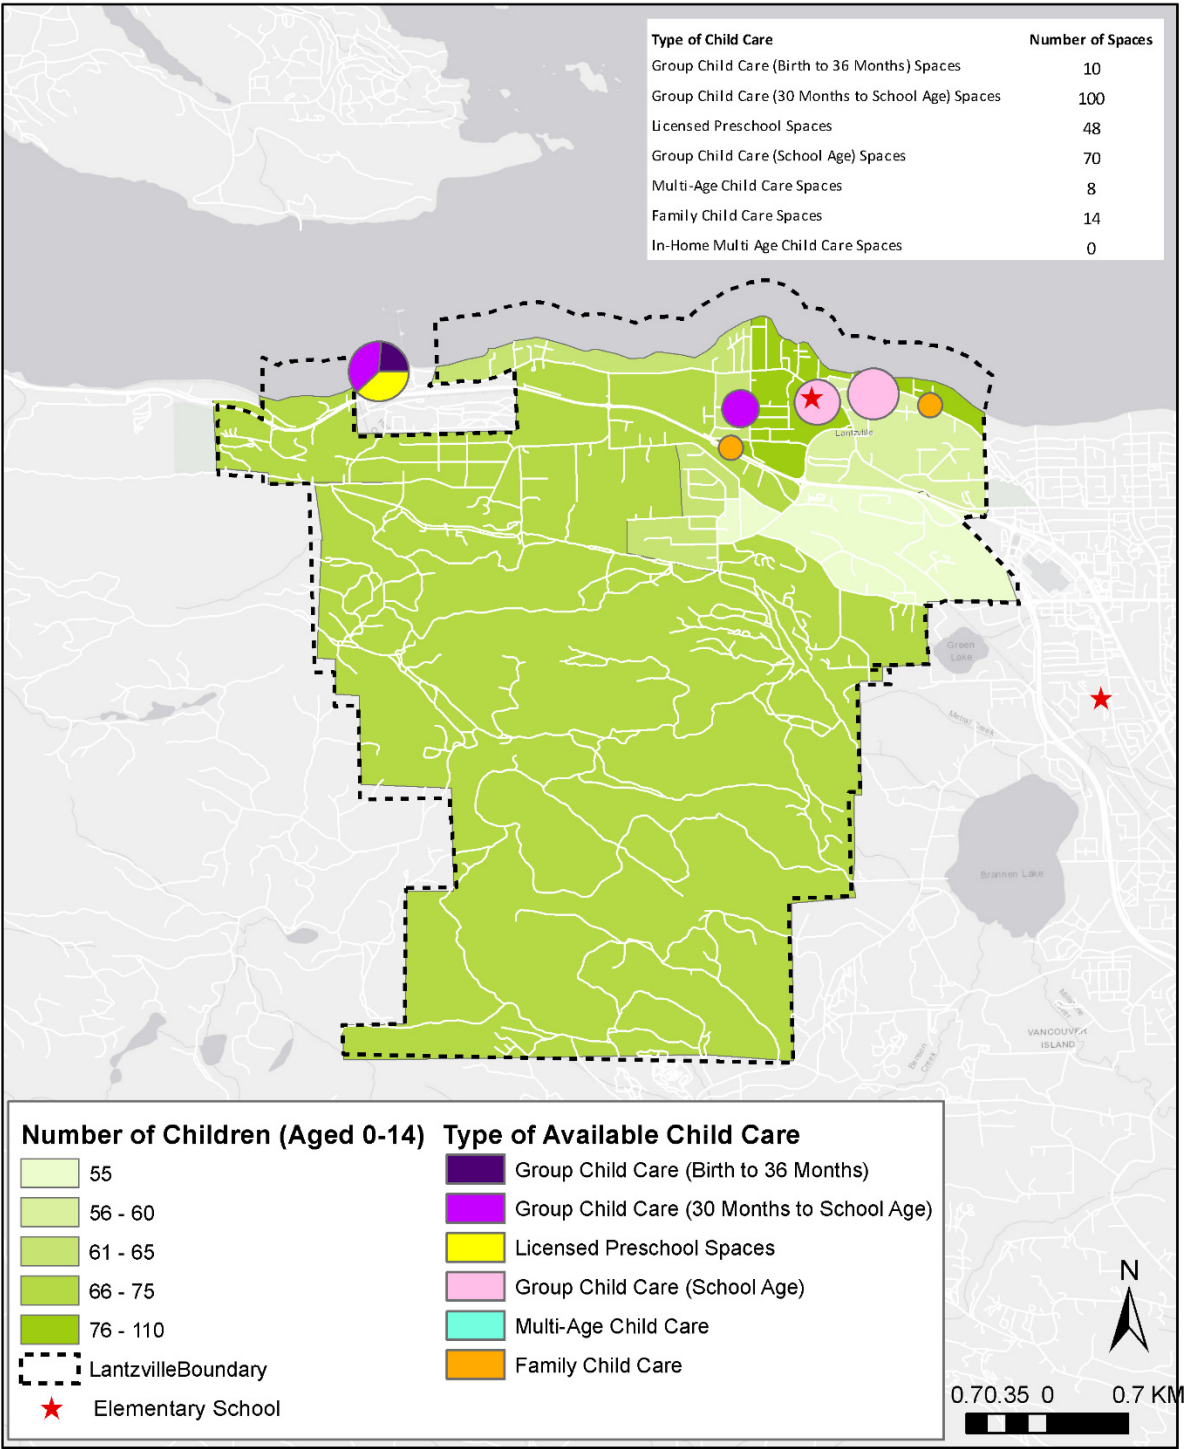 Type of Child Care Number of Spaces
Group Child Care (Birth to 36 Months) Spaces 10
Group Child Care (30 Months to School Age) Spaces 100
Licensed Preschool Spaces 48
Group Child Care (School Age) Spaces 70
Multi-Age Child Care Spaces 8
Family Child Care Spaces 14
In-Home Multi Age Child Care Spaces 0
Lantzville
Green
Lake
Brannen Lake
VANCOUVER
ISLAND
Number of Children (Aged 0-14) Type of Available Child Care
55 Group Child Care (Birth to 36 Months)
56 - 60 Group Child Care (30 Months to School Age)
61 - 65 Licensed Preschool Spaces
66 - 75 Group Child Care (School Age)
76 - 110 Multi-Age Child Care
LantzvilleBoundary Family Child Care
Elementary School
N
0.70.35 0 0.7 KM